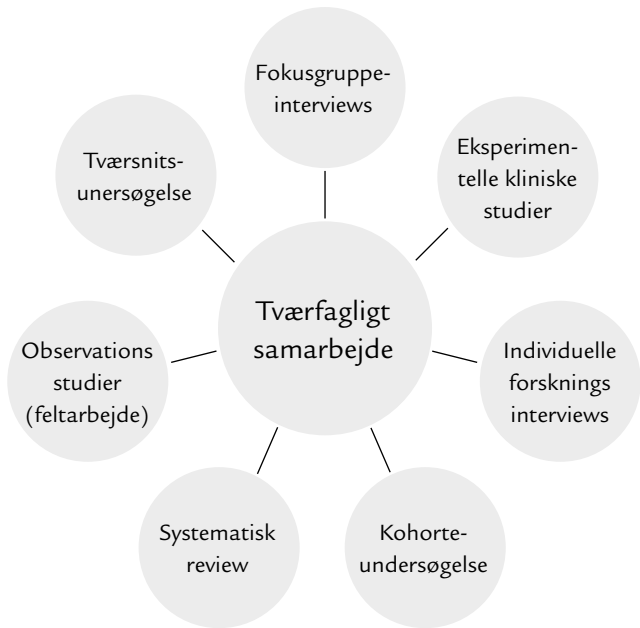 Fokusgruppe-
interviews
Eksperimen-
telle kliniske
studier
Individuelle
forsknings
interviews
Kohorte-
undersøgelse
Systematisk
review
Observations
studier
(feltarbejde)
Tværsnits-
unersøgelse
Tværfagligt
samarbejde